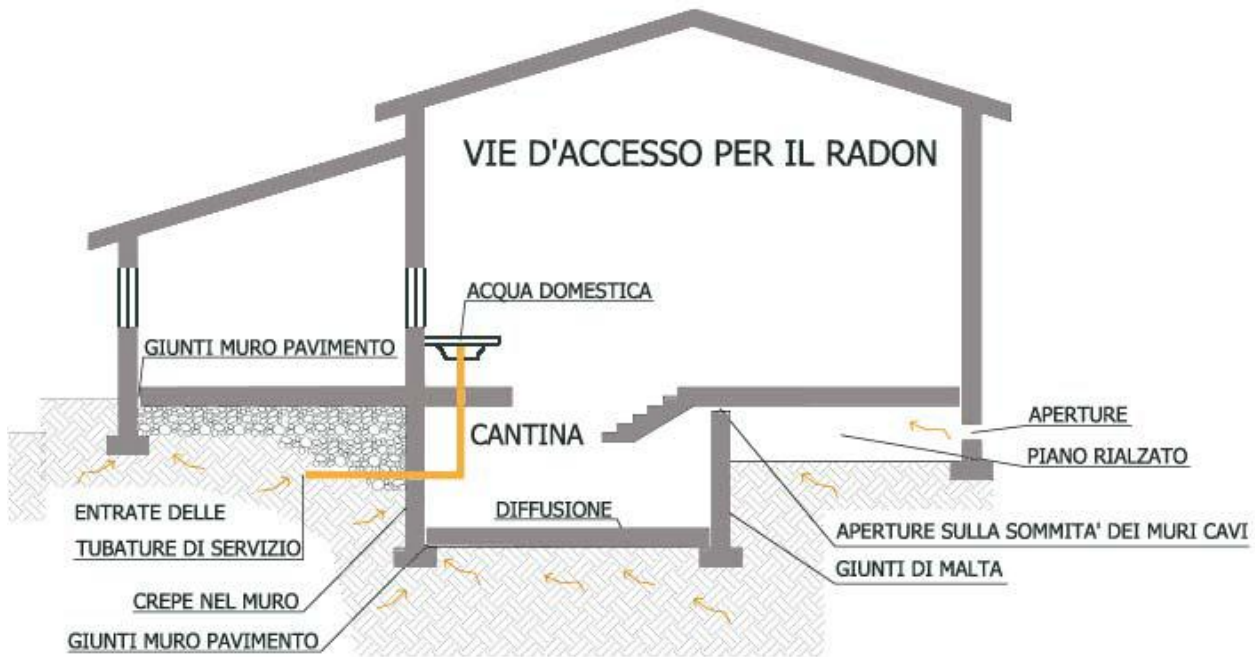 VIE D'ACCESSO PER IL RADON
ACQUA DOMESTICA
GIUNTI MURO PAVIMENTO
CANTINA
APERTURE
PIANO RIALZATO
ENTRATE DELLE
TUBATURE DI SERVIZIO
DIFFUSIONE
APERTURE SULLA SOMMITA' DEI MURI CAVI
GIUNTI DI MALTA
CREPE NEL MURO
GIUNTI MURO PAVIMENTO